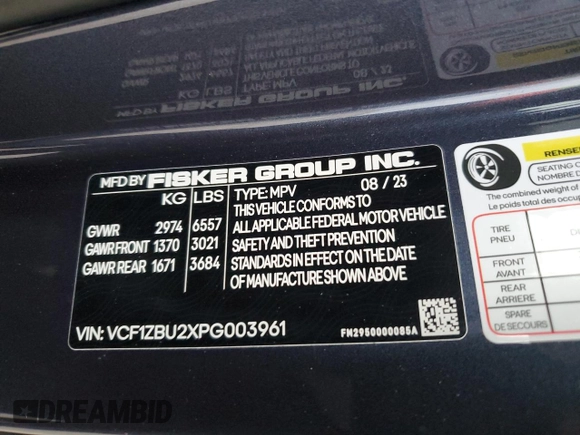 MFD BY FISKER GROUP INC.
KG LBS TYPE: MPV 08 / 23
THIS VEHICLE CONFORMS TO
GVWR 2974 6557 ALL APPLICABLE FEDERAL MOTOR VEHICLE
GAWR FRONT 1370 3021 SAFETY AND THEFT PREVENTION
GAWR REAR 1671 3684 STANDARDS IN EFFECT ON THE DATE
OF MANUFACTURE SHOWN ABOVE
VIN: VCF1ZBU2XPG003961 FM2950000085A
RENSE
SEATING
NOMBRE D
The combined weight of
Le poids total des occup
TIRE
PNEU
FRONT
AVANT
REAR
ARRIERE
SPARE
DE SECOURS
DREAMBID